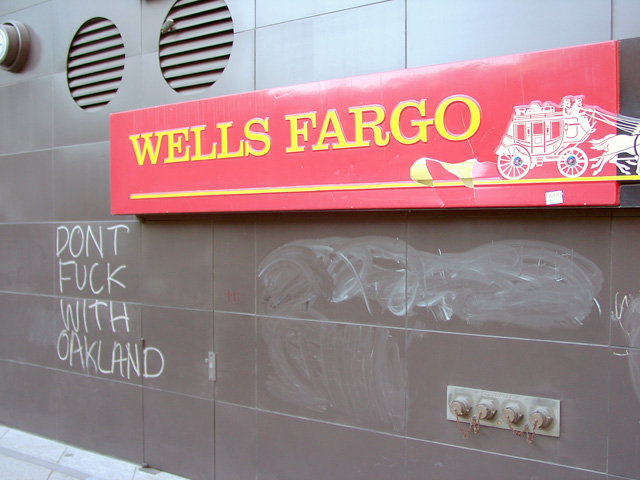 WELLS FARGO
DONT
FUCK
WITH
OAKLAND